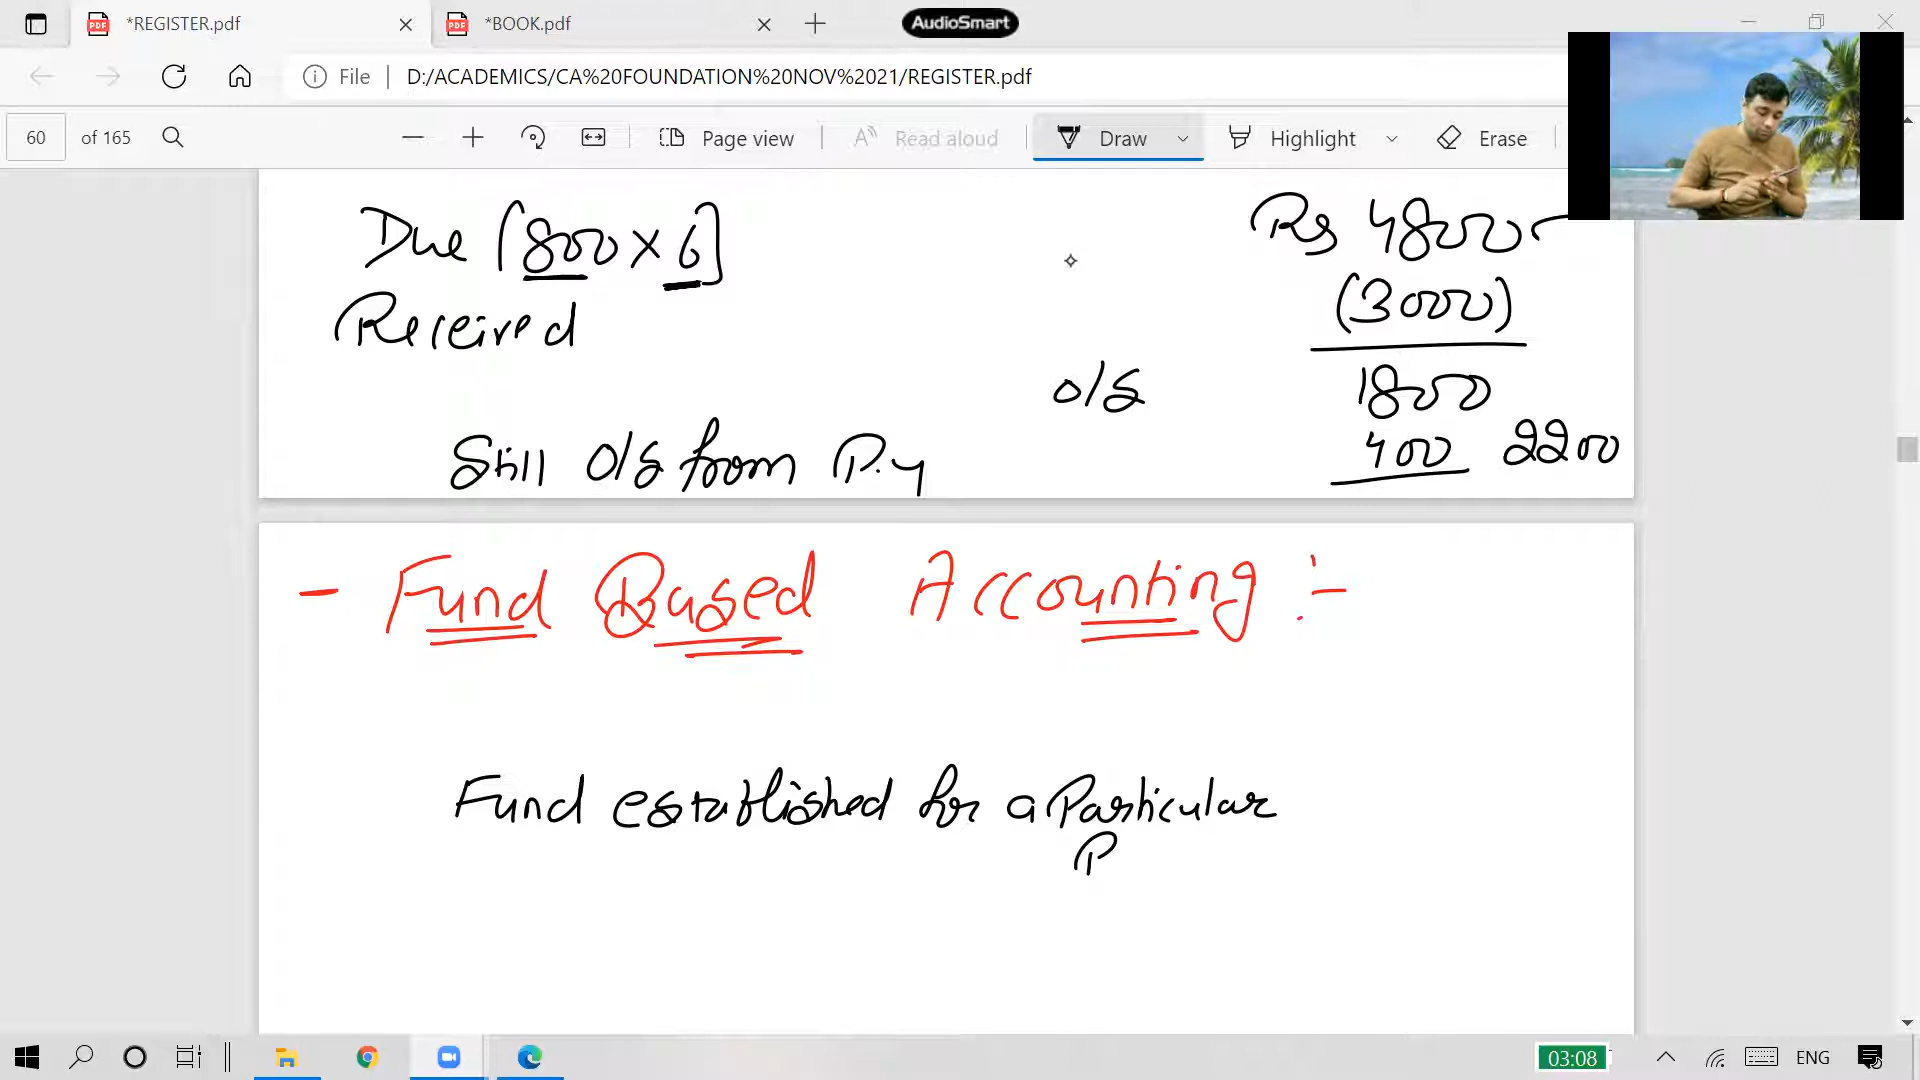 *REGISTER.pdf
*BOOK.pdf
AudioSmart
File
D:/ACADEMICS/CA%20FOUNDATION%20NOV%2021/REGISTER.pdf
60 of 165
Page view
Read aloud
Draw
Highlight
Erase
Due [800 × 6] Rs 4800
Received (3000)
o/s 1800
Still o/s from P.y 400 2200
- Fund Based Accounting :-
Fund established for a Particular
P
03:08
ENG